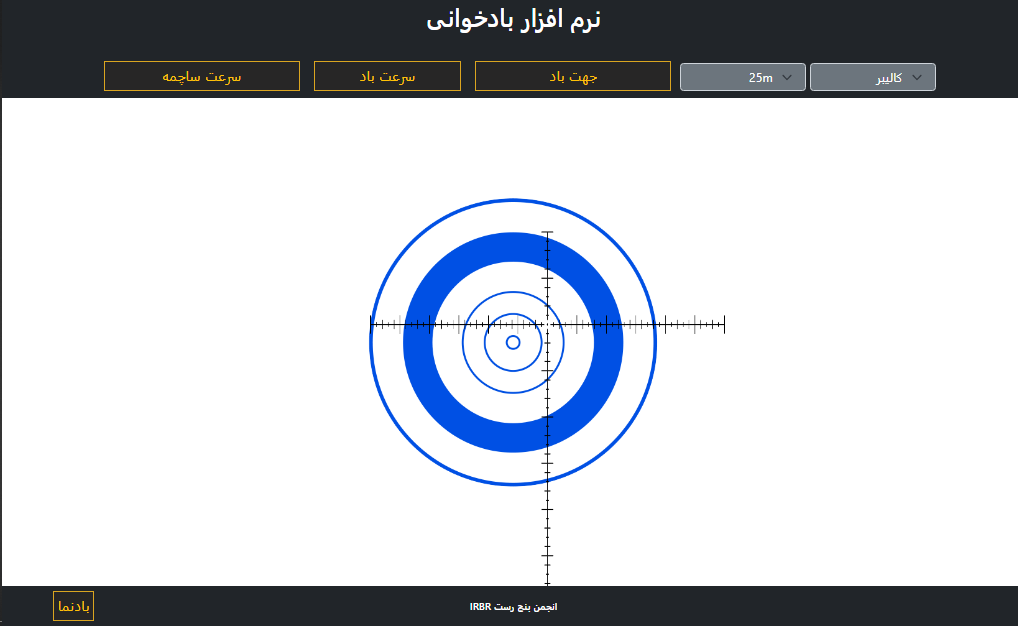 نرم افزار بادخوانی
کالیبر
25m
جهت باد
سرعت باد
سرعت ساچمه
انجمن بنچ رست IRBR
بادنما